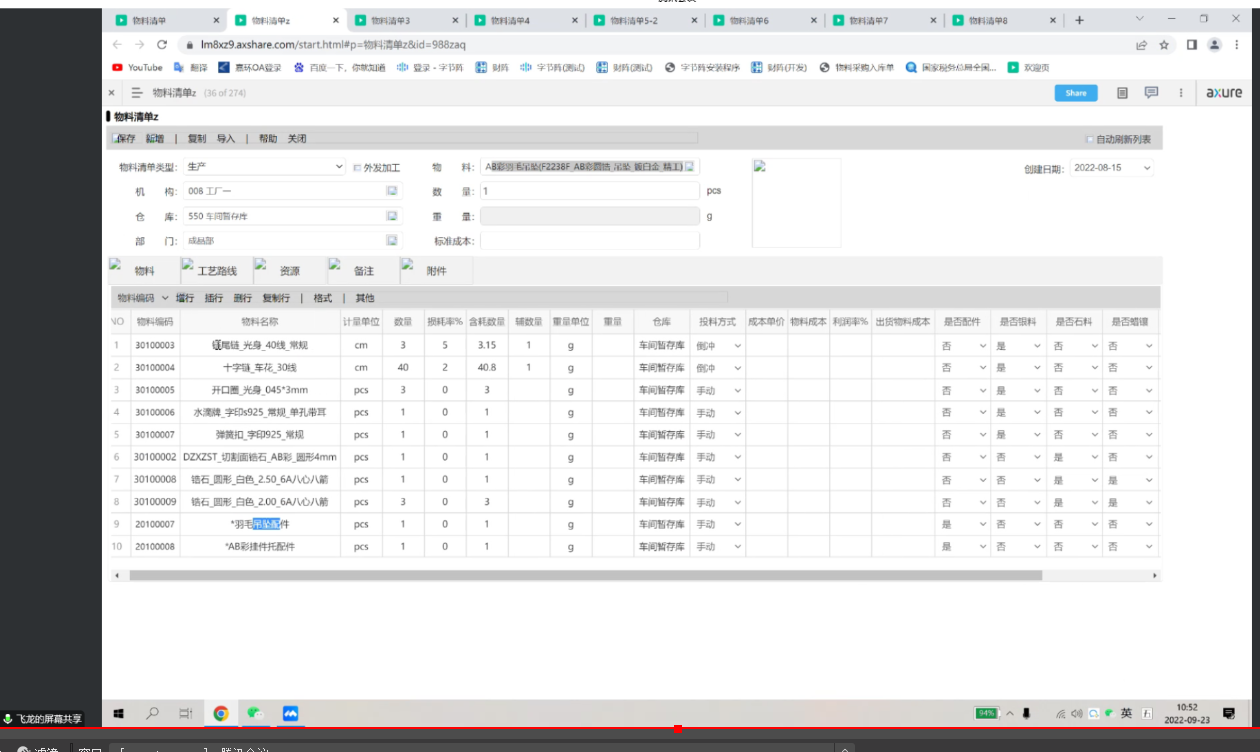 物料清单 × 物料清单z × 物料清单3 × 物料清单4 × 物料清单5-2 × 物料清单6 × 物料清单7 × 物料清单8 × +
lm8xz9.axshare.com/start.html#p=物料清单z&id=988zaq
YouTube 翻译 嘉环OA登录 百度一下，你就知道 登录 - 字节蒟 财蒟 字节蒟(测试) 财蒟(测试) 字节蒟安装程序 财蒟(开发) 物料采购入库单 国家税务总局全国... 欢迎页
× 物料清单z (36 of 274) Share axure
物料清单z
保存 新增 | 复制 导入 | 帮助 关闭 自动刷新列表
物料清单类型: 生产 外发加工 物 料: AB彩羽毛吊坠(F2238F_AB彩圆锆_吊坠_镀白金_精工) 创建日期: 2022-08-15
机 构: 008 工厂一 数 量: 1 pcs
仓 库: 550 车间暂存库 重 量: g
部 门: 成品部 标准成本:
物料 工艺路线 资源 备注 附件
物料编码 增行 插行 删行 复制行 | 格式 | 其他
NO 物料编码 物料名称 计量单位 数量 损耗率% 含耗数量 辅数量 重量单位 重量 仓库 投料方式 成本单价 物料成本 利润率% 出货物料成本 是否配件 是否银料 是否石料 是否蜡镶
1 30100003 尾链_光身_40线_常规 cm 3 5 3.15 1 g 车间暂存库 倒冲 否 是 否 否
2 30100004 十字链_车花_30线 cm 40 2 40.8 1 g 车间暂存库 倒冲 否 是 否 否
3 30100005 开口圈_光身_045*3mm pcs 3 0 3 g 车间暂存库 手动 否 是 否 否
4 30100006 水滴牌_字印s925_常规_单孔带耳 pcs 1 0 1 g 车间暂存库 手动 否 是 否 否
5 30100007 弹簧扣_字印925_常规 pcs 1 0 1 g 车间暂存库 手动 否 是 否 否
6 30100002 DZXZST_切割面锆石_AB彩_圆形4mm pcs 1 0 1 g 车间暂存库 手动 否 否 是 否
7 30100008 锆石_圆形_白色_2.50_6A八心八箭 pcs 1 0 1 g 车间暂存库 手动 否 否 是 是
8 30100009 锆石_圆形_白色_2.00_6A八心八箭 pcs 3 0 3 g 车间暂存库 手动 否 否 是 是
9 20100007 *羽毛吊坠配件 pcs 1 0 1 g 车间暂存库 手动 是 否 否 否
10 20100008 *AB彩挂件托配件 pcs 1 0 1 g 车间暂存库 手动 是 否 否 否
飞龙的屏幕共享 94% 英 10:52
2022-09-23